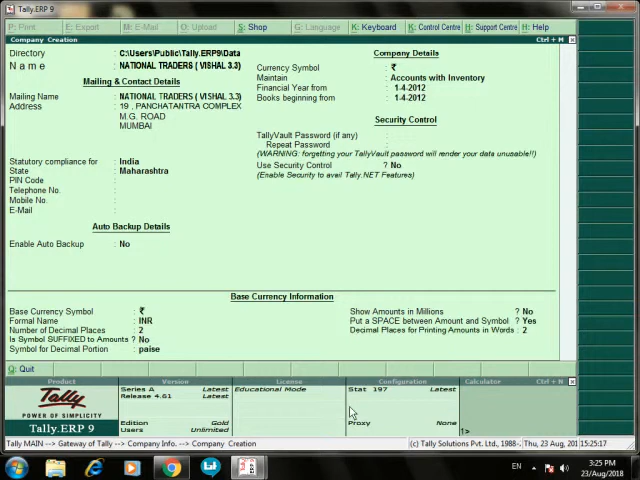 Tally.ERP 9
P: Print
E: Export
M: E-Mail
O: Upload
S: Shop
G: Language
K: Keyboard
K: Control Centre
H: Support Centre
H: Help
Company Creation
Ctrl + M
Directory : C:\Users\Public\Tally.ERP9\Data
Name : NATIONAL TRADERS ( VISHAL 3.3)
Mailing & Contact Details
Mailing Name : NATIONAL TRADERS ( VISHAL 3.3)
Address : 19 , PANCHATANTRA COMPLEX
M.G. ROAD
MUMBAI
Statutory compliance for : India
State : Maharashtra
PIN Code :
Telephone No. :
Mobile No. :
E-Mail :
Auto Backup Details
Enable Auto Backup : No
Company Details
Currency Symbol : ₹
Maintain : Accounts with Inventory
Financial Year from : 1-4-2012
Books beginning from : 1-4-2012
Security Control
TallyVault Password (if any) :
Repeat Password :
(WARNING: forgetting your TallyVault password will render your data unusable!!)
Use Security Control ? No
(Enable Security to avail Tally.NET Features)
Base Currency Information
Base Currency Symbol : ₹
Formal Name : INR
Number of Decimal Places : 2
Is Symbol SUFFIXED to Amounts ? No
Symbol for Decimal Portion : paise
Show Amounts in Millions ? No
Put a SPACE between Amount and Symbol ? Yes
Decimal Places for Printing Amounts in Words : 2
Q: Quit
Product
Version
License
Configuration
Calculator
Ctrl + N
Tally
POWER OF SIMPLICITY
Tally.ERP 9
Series A Latest
Release 4.61 Latest
Edition Gold
Users Unlimited
Educational Mode
Stat 197 Latest
Proxy None
1>
Tally MAIN --> Gateway of Tally --> Company Info. --> Company Creation
(c) Tally Solutions Pvt. Ltd., 1988-
Thu, 23 Aug, 201
15:25:17
EN
3:25 PM
23/Aug/2018